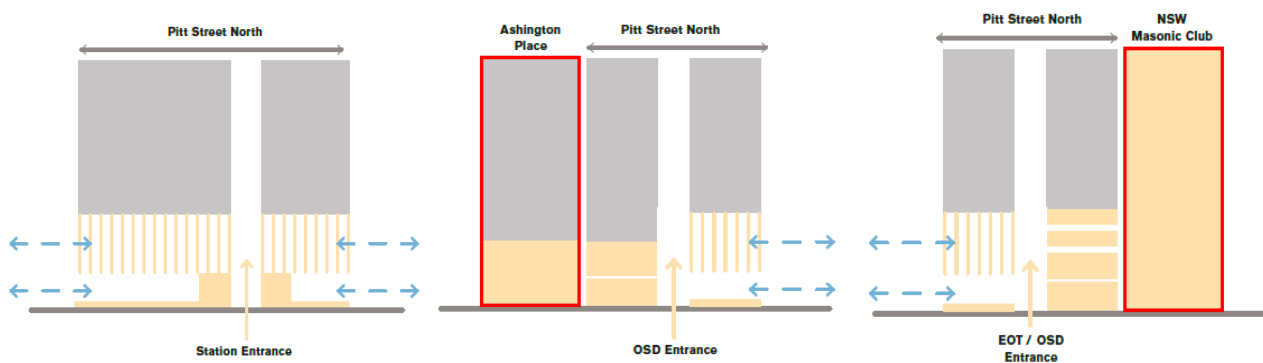 Pitt Street North
Ashington
Place
Pitt Street North
Pitt Street North
NSW
Masonic Club
Station Entrance
OSD Entrance
EOT / OSD
Entrance